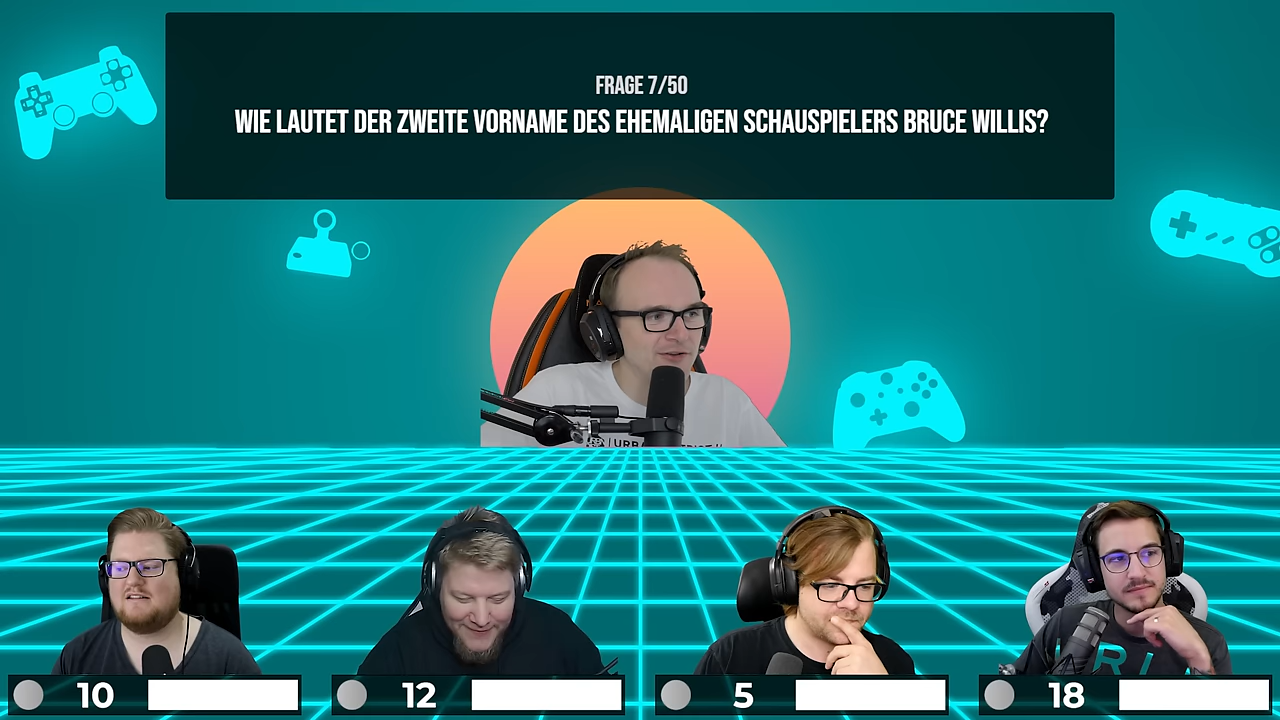 FRAGE 7/50
WIE LAUTET DER ZWEITE VORNAME DES EHEMALIGEN SCHAUSPIELERS BRUCE WILLIS?
10
12
5
18